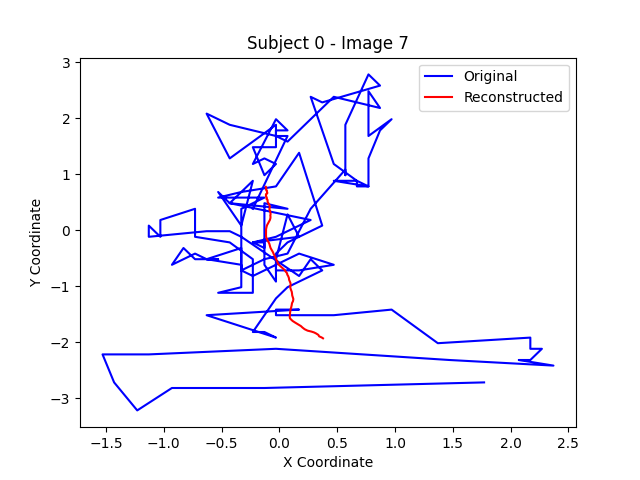 Subject 0 - Image 7
Original
Reconstructed
Y Coordinate
3
2
1
0
−1
−2
−3
−1.5 −1.0 −0.5 0.0 0.5 1.0 1.5 2.0 2.5
X Coordinate